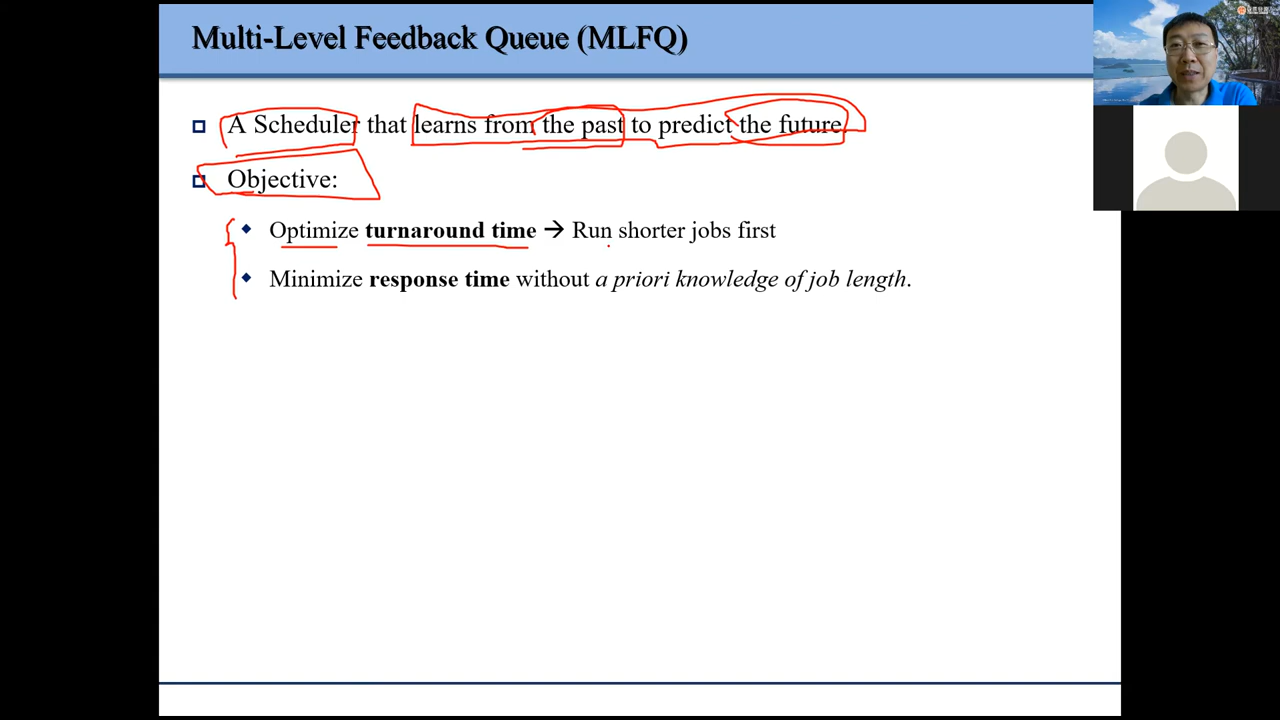 Multi-Level Feedback Queue (MLFQ)
A Scheduler that learns from the past to predict the future.
Objective:
Optimize turnaround time → Run shorter jobs first
Minimize response time without a priori knowledge of job length.